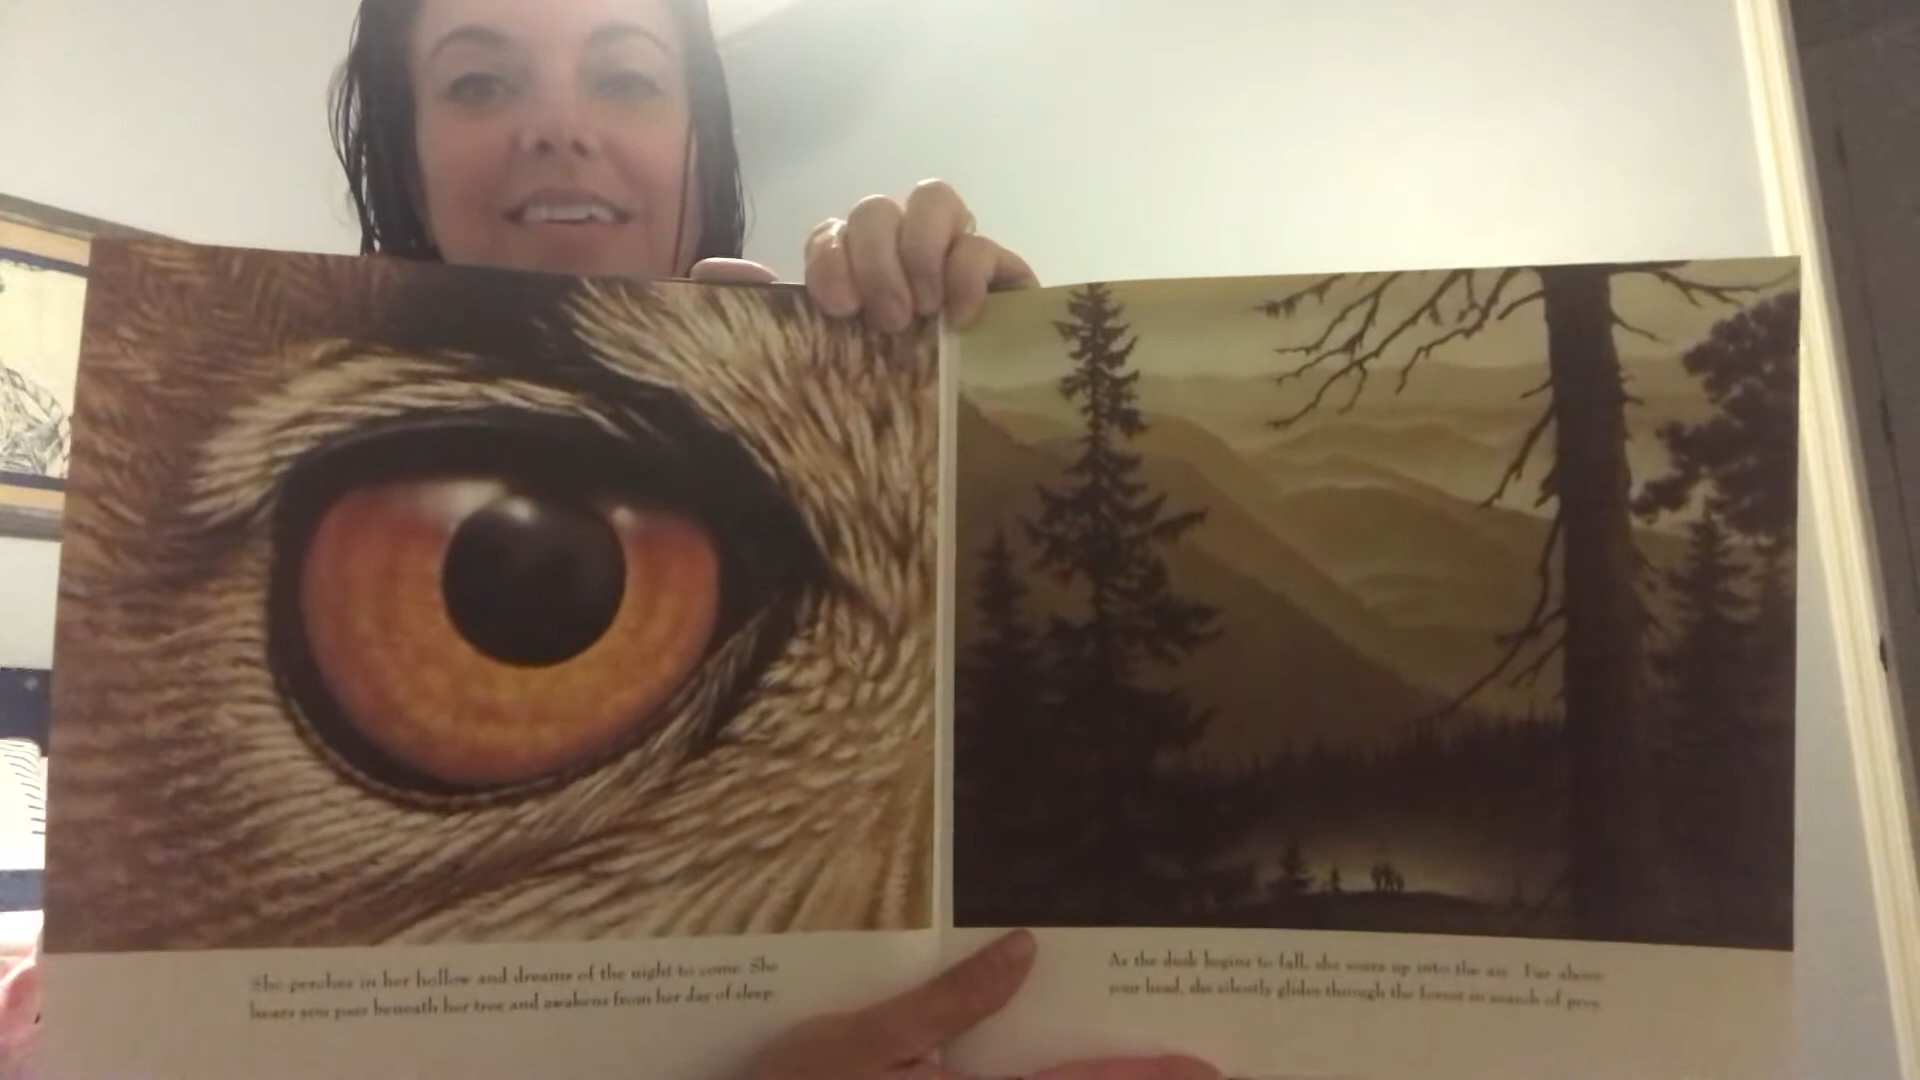 She perches in her hollow and dreams of the night to come. She
hears you pass beneath her tree and awakens from her day of sleep.
As the dusk begins to fall, she soars up into the air. Far above
your head, she silently glides through the forest in search of prey.